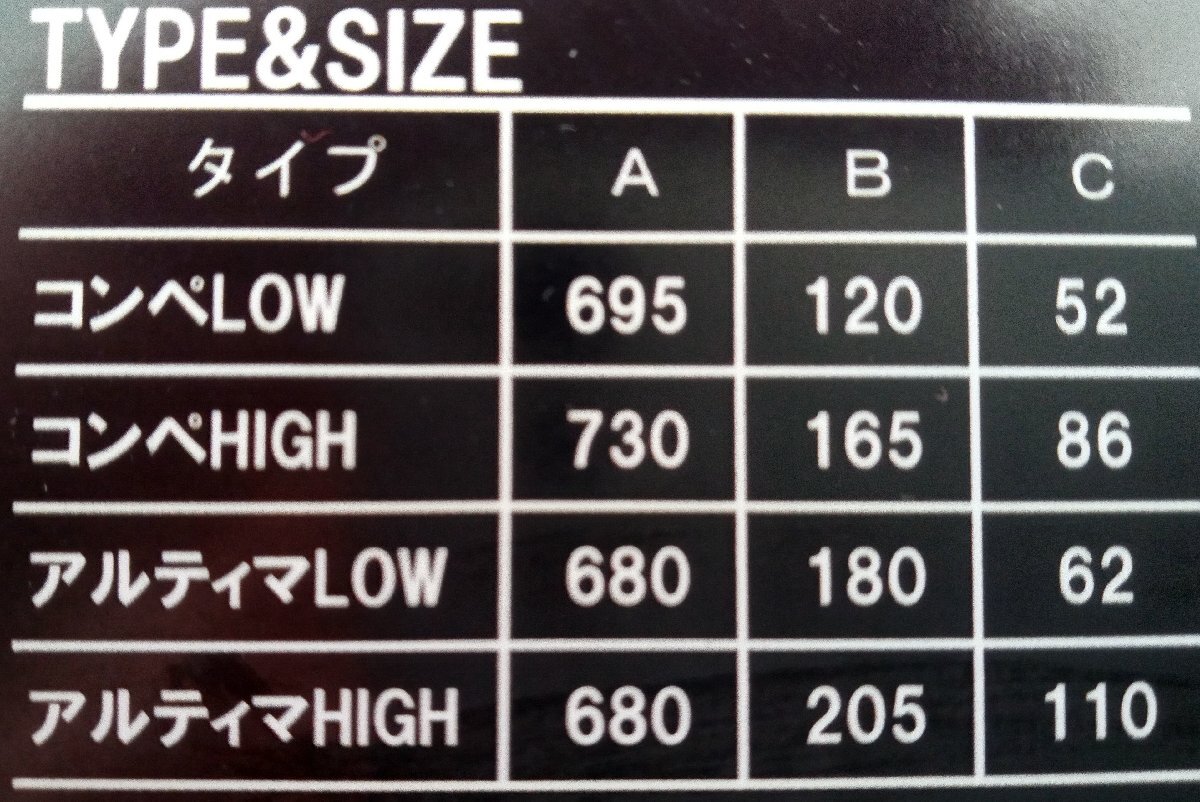 TYPE&SIZE
タイプ A B C
コンペLOW 695 120 52
コンペHIGH 730 165 86
アルティマLOW 680 180 62
アルティマHIGH 680 205 110